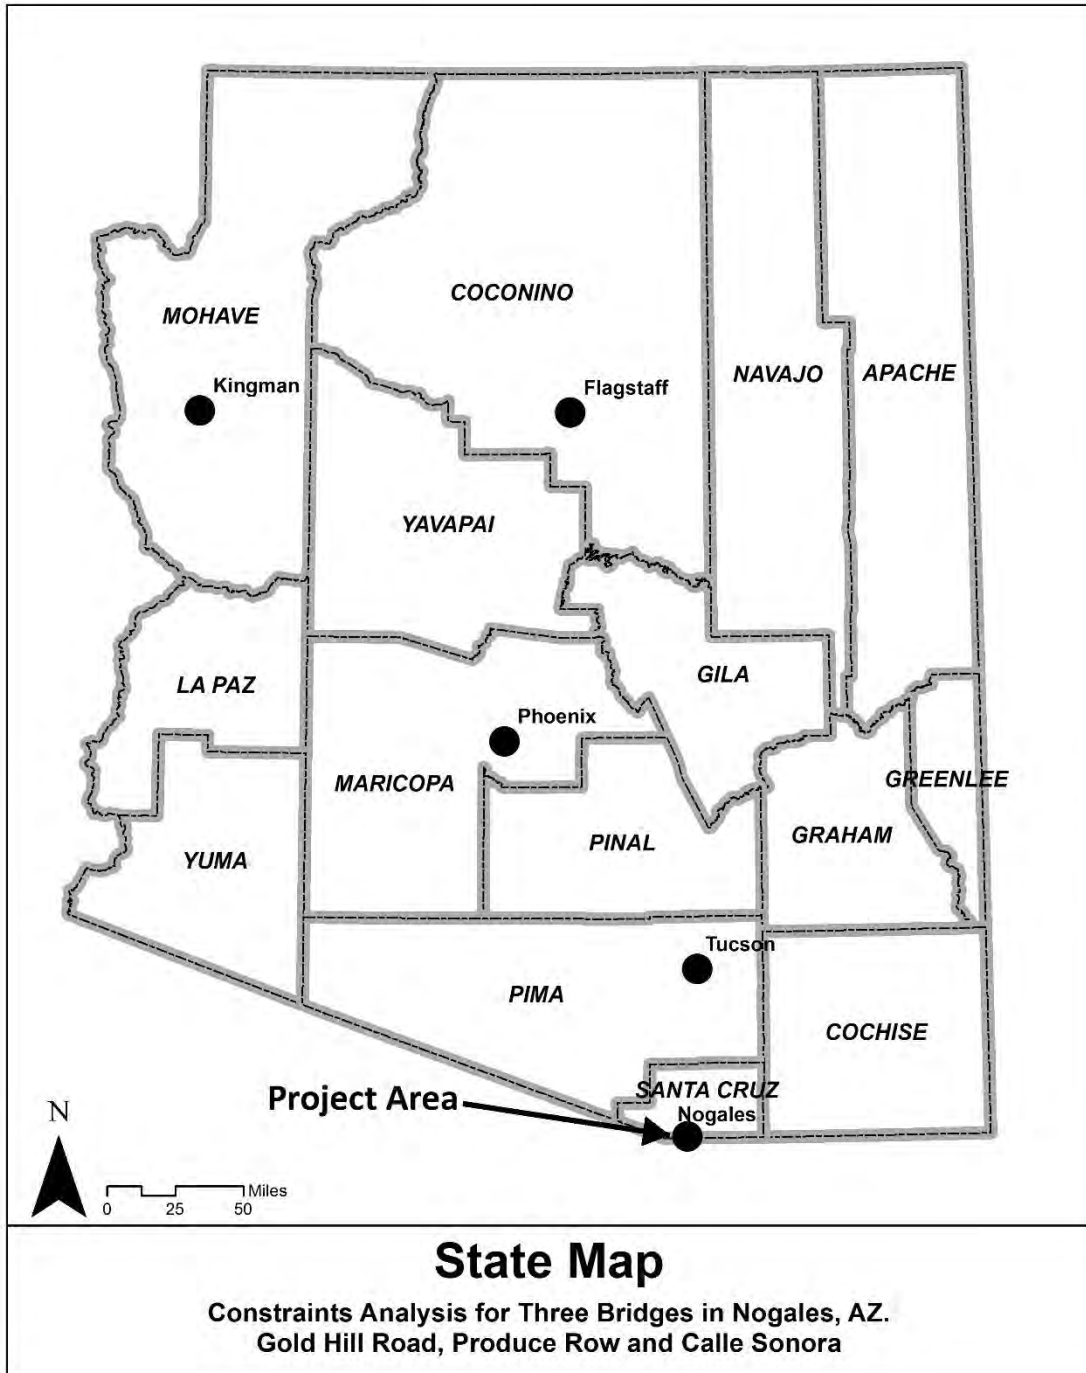 COCONINO
MOHAVE
NAVAJO
APACHE
Kingman
Flagstaff
YAVAPAI
LA PAZ
GILA
Phoenix
MARICOPA
GREENLEE
PINAL
GRAHAM
YUMA
Tucson
PIMA
COCHISE
SANTA CRUZ
Project Area
Nogales
N
Miles
0 25 50
State Map
Constraints Analysis for Three Bridges in Nogales, AZ.
Gold Hill Road, Produce Row and Calle Sonora